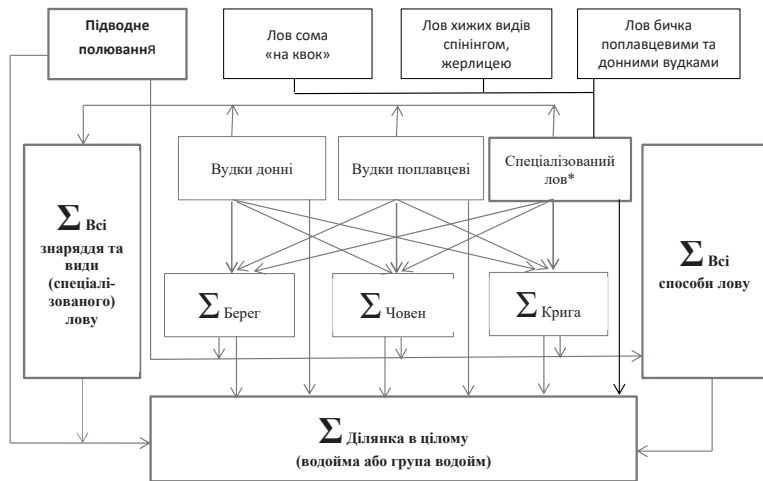 Підводне
полювання
Лов сома
«на квок»
Лов хижих видів
спінінгом,
жерлицею
Лов бичка
поплавцевими та
донними вудками
Вудки донні
Вудки поплавцеві
Спеціалізований
лов*
Σ Всі
знаряддя та
види
(спеціалі-
зованого)
лову
Σ Всі
способи лову
Σ Берег
Σ Човен
Σ Крига
Σ Ділянка в цілому
(водойма або група водойм)